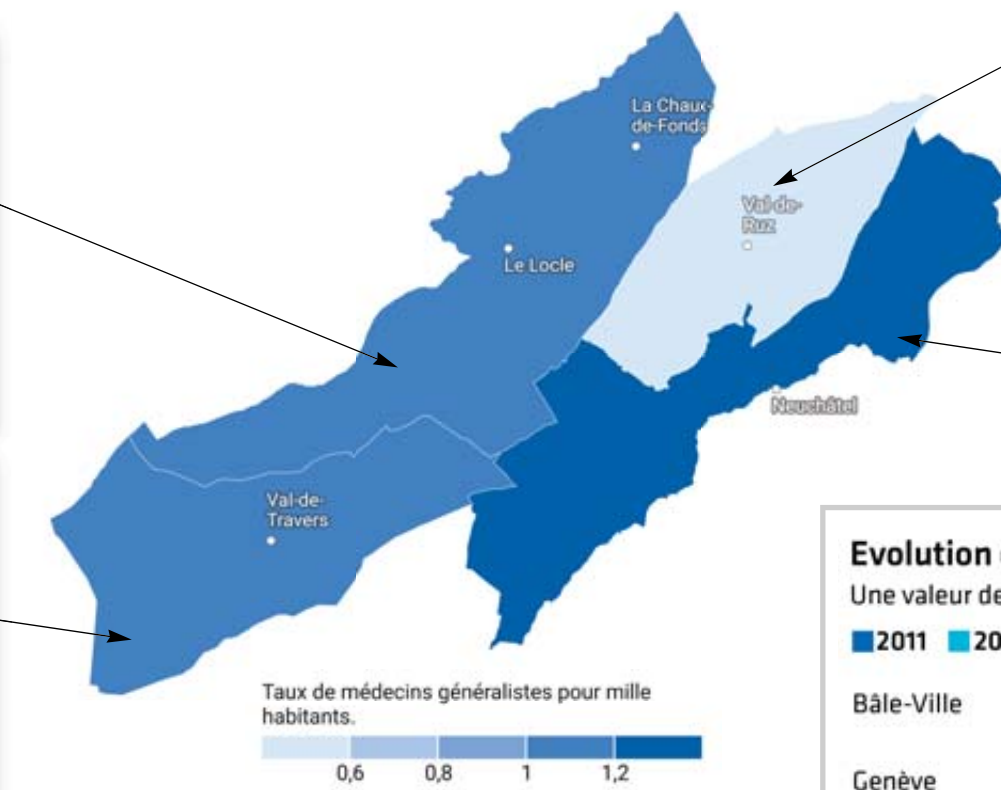 La Chaux-
de-Fonds
Val-de-
Ruz
Le Locle
Neuchâtel
Val-de-
Travers
Taux de médecins généralistes pour mille
habitants.
0,6 0,8 1 1,2
Evolution
Une valeur de
2011 20
Bâle-Ville
Genève